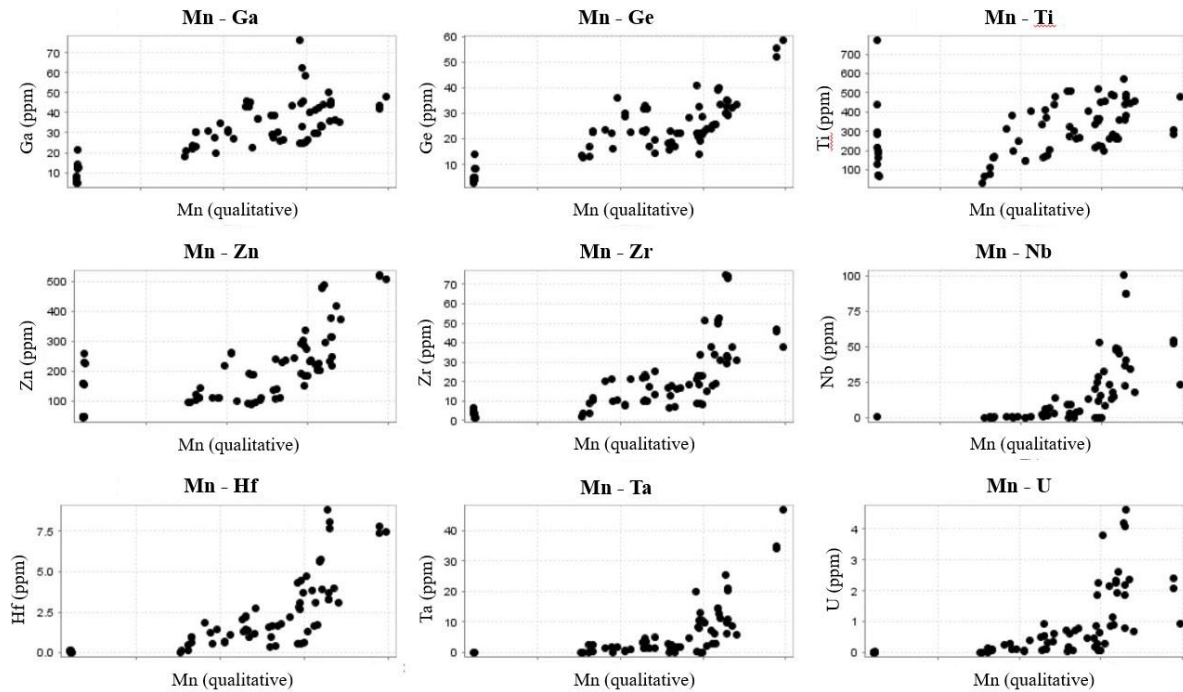 Mn - Ga
Mn - Ge
Mn - Ti
70
60
50
40
30
20
10
Ga (ppm)
Mn (qualitative)
60
50
40
30
20
10
Ge (ppm)
Mn (qualitative)
700
600
500
400
300
200
100
Ti (ppm)
Mn (qualitative)
Mn - Zn
Mn - Zr
Mn - Nb
500
400
300
200
100
Zn (ppm)
Mn (qualitative)
70
60
50
40
30
20
10
0
Zr (ppm)
Mn (qualitative)
100
75
50
25
0
Nb (ppm)
Mn (qualitative)
Mn - Hf
Mn - Ta
Mn - U
7.5
5.0
2.5
0.0
Hf (ppm)
Mn (qualitative)
40
30
20
10
0
Ta (ppm)
Mn (qualitative)
4
3
2
1
0
U (ppm)
Mn (qualitative)